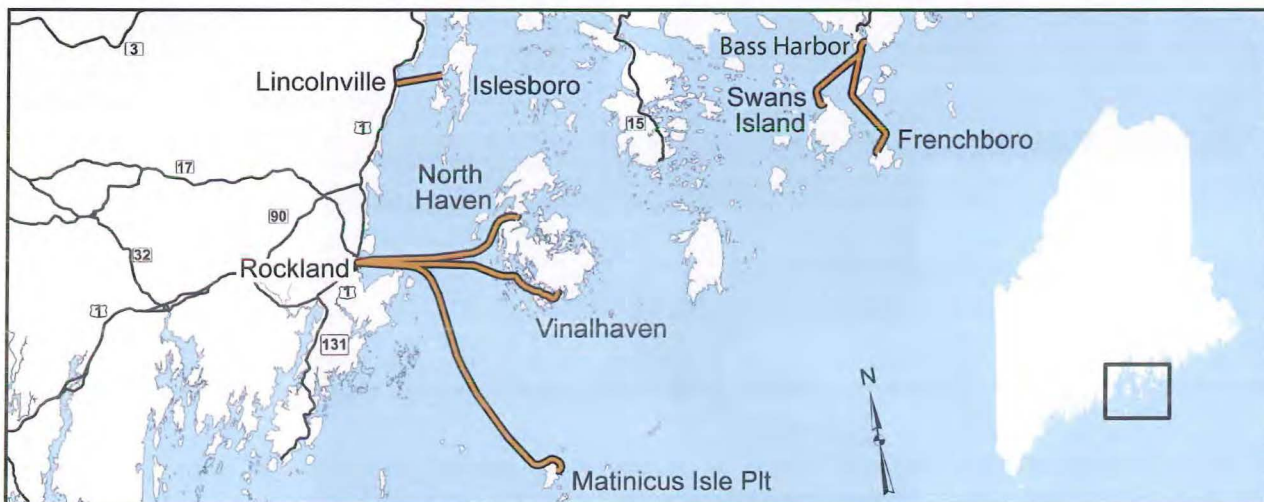 3
Bass Harbor
Lincolnville
Islesboro
Swans
Island
1
15
Frenchboro
17
North
Haven
90
32
Rockland
1
1
Vinalhaven
131
N
Matinicus Isle Plt